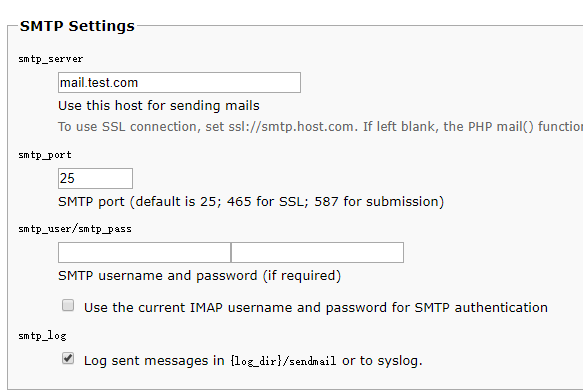 SMTP Settings
smtp_server
mail.test.com
Use this host for sending mails
To use SSL connection, set ssl://smtp.host.com. If left blank, the PHP mail() function
smtp_port
25
SMTP port (default is 25; 465 for SSL; 587 for submission)
smtp_user/smtp_pass
SMTP username and password (if required)
Use the current IMAP username and password for SMTP authentication
smtp_log
Log sent messages in {log_dir}/sendmail or to syslog.